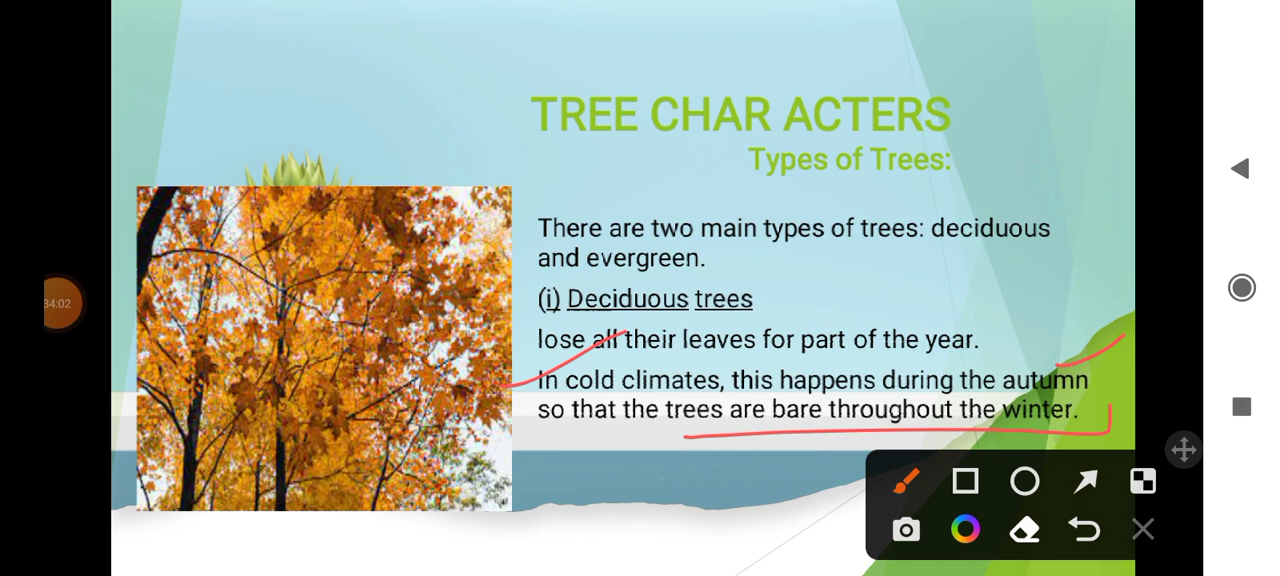 TREE CHAR ACTERS
Types of Trees:
There are two main types of trees: deciduous
and evergreen.
(i) Deciduous trees
lose all their leaves for part of the year.
In cold climates, this happens during the autumn
so that the trees are bare throughout the winter.
34:02